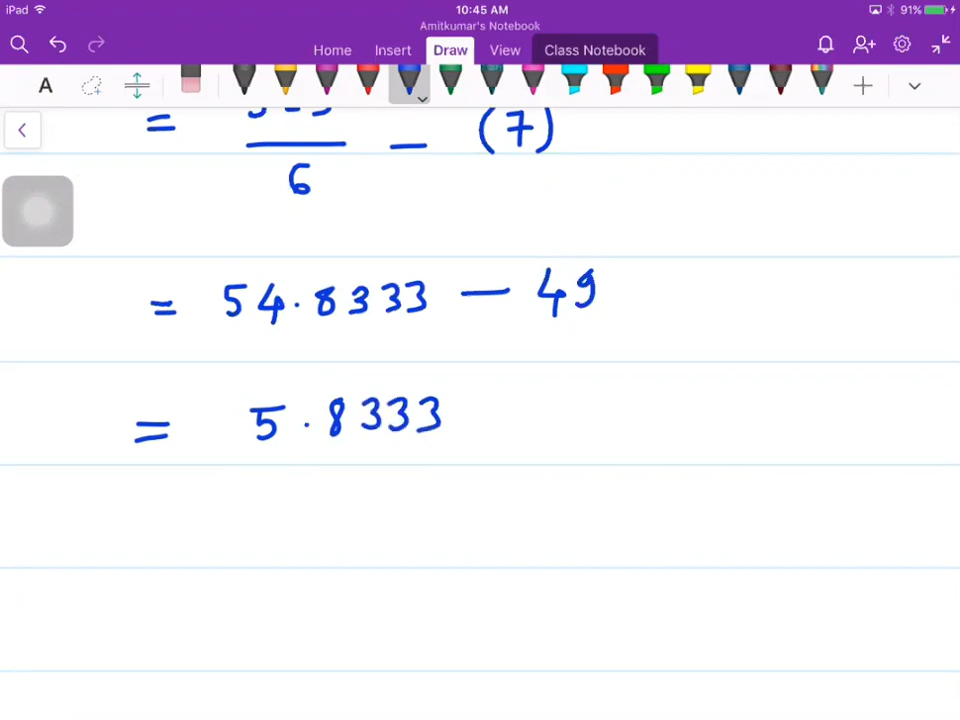 iPad 10:45 AM 91%
Amitkumar's Notebook
Home Insert Draw View Class Notebook
A
= —— — (7)
6
= 54.8333 — 49
= 5.8333